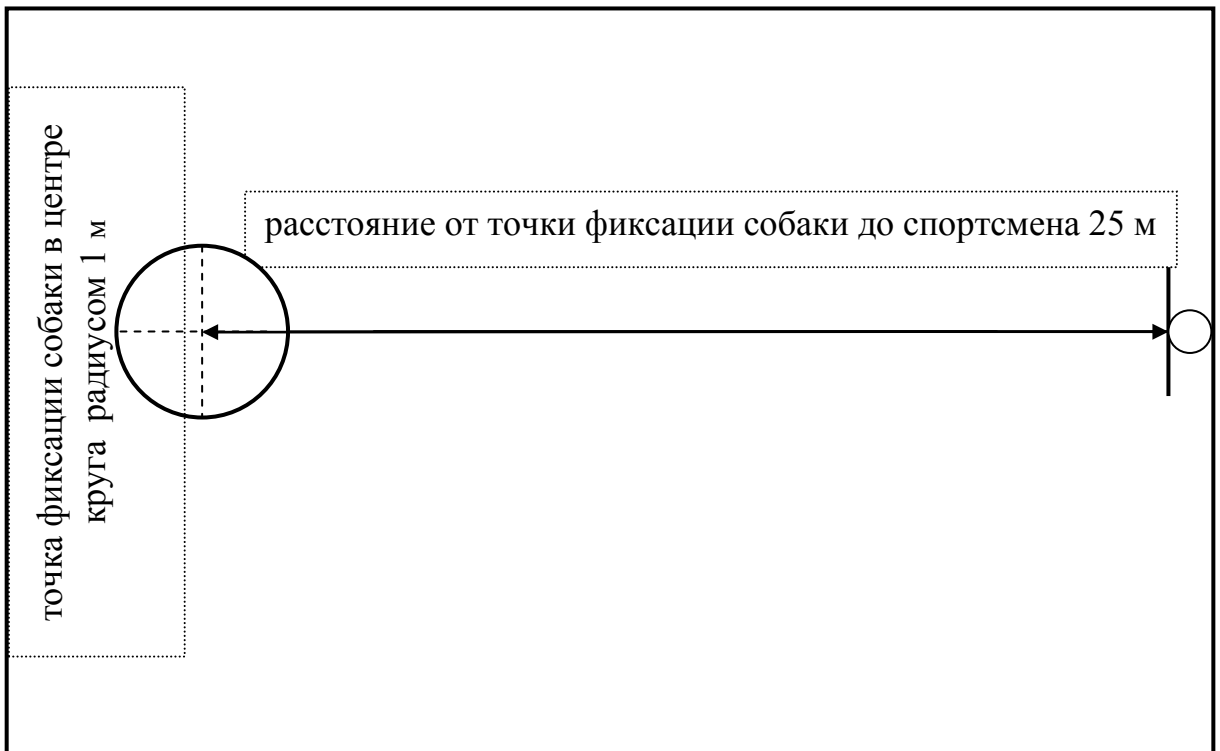 точка фиксации собаки в центре
круга радиусом 1 м
расстояние от точки фиксации собаки до спортсмена 25 м